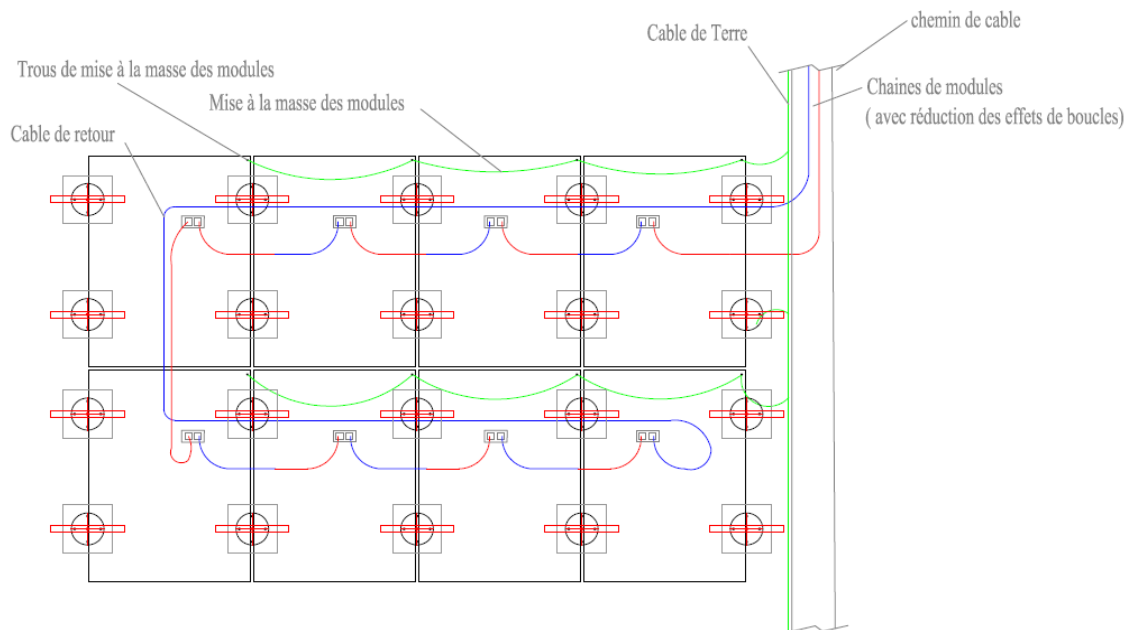 chemin de cable
Cable de Terre
Trous de mise à la masse des modules
Chaines de modules
( avec réduction des effets de boucles)
Mise à la masse des modules
Cable de retour